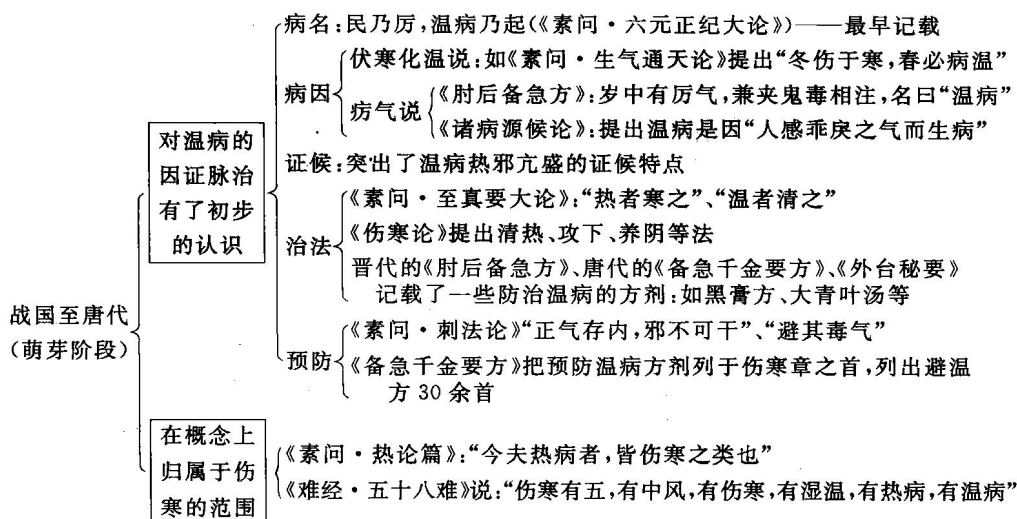 战国至唐代
(萌芽阶段)
对温病的
因证脉治
有了初步
的认识
病名:民乃厉,温病乃起(《素问·六元正纪大论》)——最早记载
病因
伏寒化温说:如《素问·生气通天论》提出“冬伤于寒,春必病温”
疠气说
《肘后备急方》:岁中有厉气,兼夹鬼毒相注,名曰“温病”
《诸病源候论》:提出温病是因“人感乖戾之气而生病”
证候:突出了温病热邪亢盛的证候特点
治法
《素问·至真要大论》:“热者寒之”、“温者清之”
《伤寒论》提出清热、攻下、养阴等法
晋代的《肘后备急方》、唐代的《备急千金要方》、《外台秘要》
记载了一些防治温病的方剂:如黑膏方、大青叶汤等
预防
《素问·刺法论》“正气存内,邪不可干”、“避其毒气”
《备急千金要方》把预防温病方剂列于伤寒章之首,列出避温
方30余首
在概念上
归属于伤
寒的范围
《素问·热论篇》:“今夫热病者,皆伤寒之类也”
《难经·五十八难》说:“伤寒有五,有中风,有伤寒,有湿温,有热病,有温病”